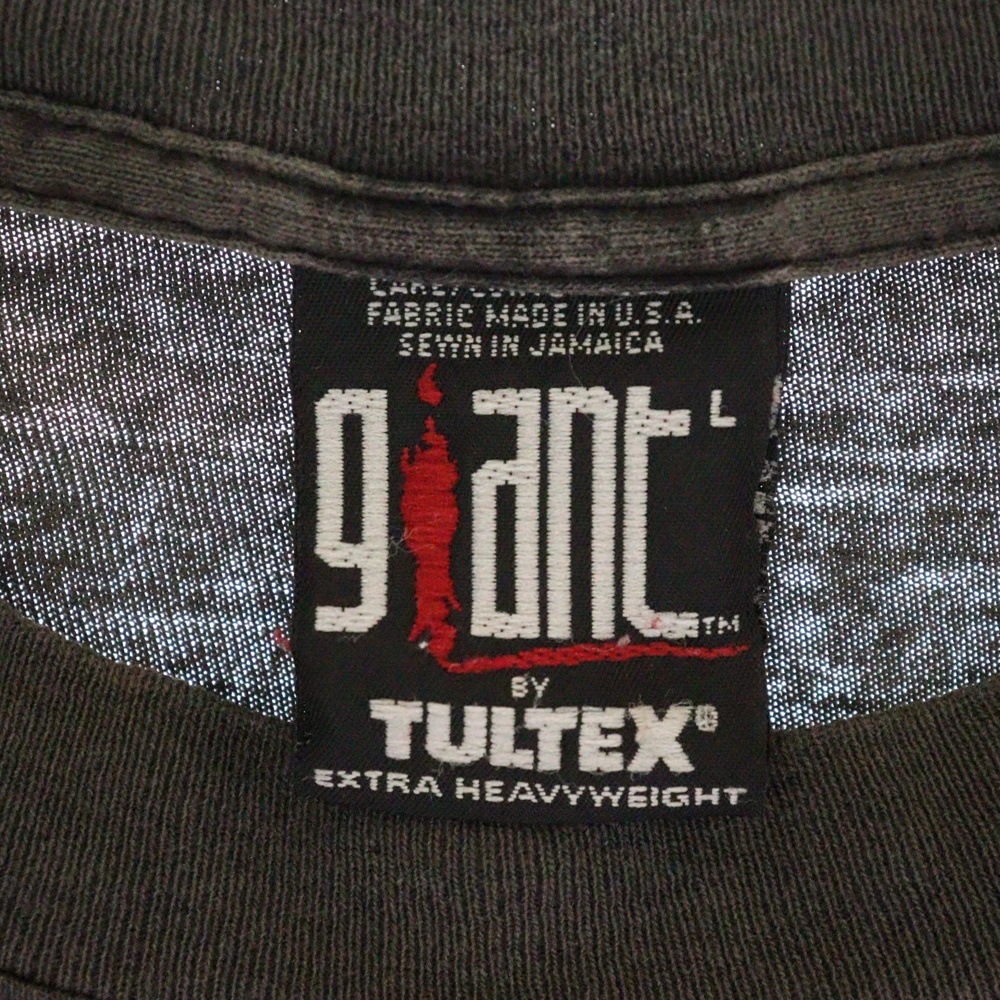 FABRIC MADE IN U.S.A.
SEWN IN JAMAICA
giant L
TM
BY
TULTEX®
EXTRA HEAVYWEIGHT